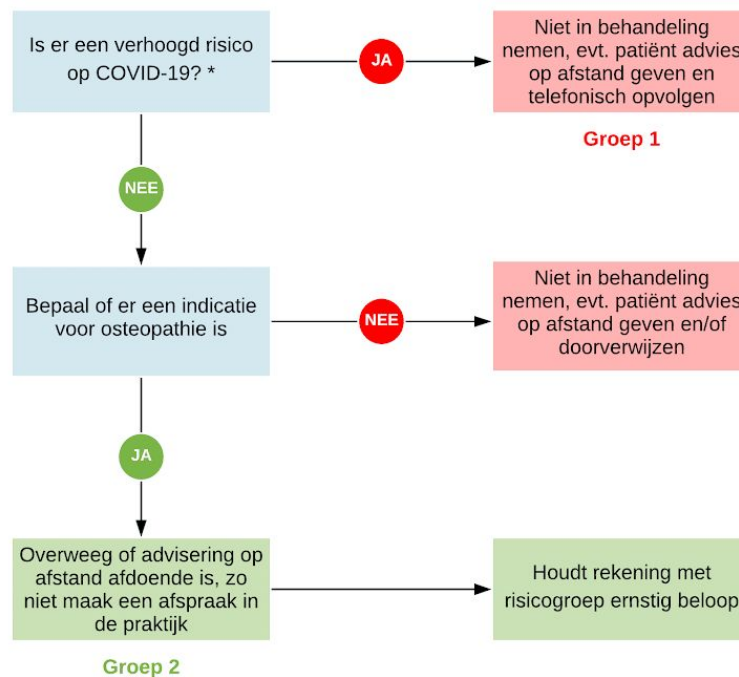 Is er een verhoogd risico
op COVID-19? *
JA
Niet in behandeling
nemen, evt. patiënt advies
op afstand geven en
telefonisch opvolgen
Groep 1
NEE
Bepaal of er een indicatie
voor osteopathie is
NEE
Niet in behandeling
nemen, evt. patiënt advies
op afstand geven en/of
doorverwijzen
JA
Overweeg of advisering op
afstand afdoende is, zo
niet maak een afspraak in
de praktijk
Groep 2
Houdt rekening met
risicogroep ernstig beloop